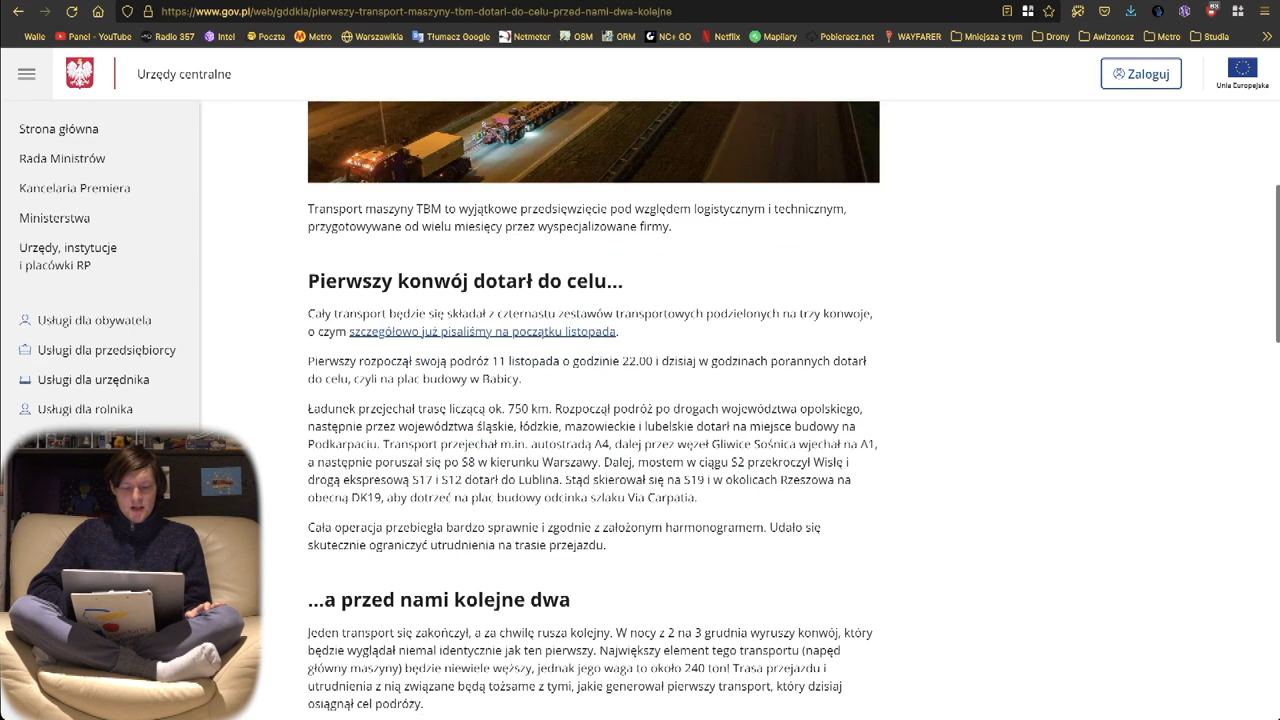 https://www.gov.pl/web/gddkia/pierwszy-transport-maszyny-tbm-dotarl-do-celu-przed-nami-dwa-kolejne
Walle Panel - YouTube Radio 357 Intel Poczta Metro Warszawikia Tłumacz Google Netmeter OSM ORM NC+ GO Netflix Mapilary Pobieracz.net WAYFARER Mniejsza z tym Drony Awizonosz Metro Studia
Urzędy centralne
Zaloguj
Unia Europejska
Strona główna
Rada Ministrów
Kancelaria Premiera
Ministerstwa
Urzędy, instytucje
i placówki RP
Usługi dla obywatela
Usługi dla przedsiębiorcy
Usługi dla urzędnika
Usługi dla rolnika
Transport maszyny TBM to wyjątkowe przedsięwzięcie pod względem logistycznym i technicznym,
przygotowywane od wielu miesięcy przez wyspecjalizowane firmy.
Pierwszy konwój dotarł do celu...
Cały transport będzie się składał z czternastu zestawów transportowych podzielonych na trzy konwoje,
o czym szczegółowo już pisaliśmy na początku listopada.
Pierwszy rozpoczął swoją podróż 11 listopada o godzinie 22.00 i dzisiaj w godzinach porannych dotarł
do celu, czyli na plac budowy w Babicy.
Ładunek przejechał trasę liczącą ok. 750 km. Rozpoczął podróż po drogach województwa opolskiego,
następnie przez województwa śląskie, łódzkie, mazowieckie i lubelskie dotarł na miejsce budowy na
Podkarpaciu. Transport przejechał m.in. autostradą A4, dalej przez węzeł Gliwice Sośnica wjechał na A1,
a następnie poruszał się po S8 w kierunku Warszawy. Dalej, mostem w ciągu S2 przekroczył Wisłę i
drogą ekspresową S17 i S12 dotarł do Lublina. Stąd skierował się na S19 i w okolicach Rzeszowa na
obecną DK19, aby dotrzeć na plac budowy odcinka szlaku Via Carpatia.
Cała operacja przebiegła bardzo sprawnie i zgodnie z założonym harmonogramem. Udało się
skutecznie ograniczyć utrudnienia na trasie przejazdu.
...a przed nami kolejne dwa
Jeden transport się zakończył, a za chwilę rusza kolejny. W nocy z 2 na 3 grudnia wyruszy konwój, który
będzie wyglądał niemal identycznie jak ten pierwszy. Największy element tego transportu (napęd
główny maszyny) będzie niewiele węższy, jednak jego waga to około 240 ton! Trasa przejazdu i
utrudnienia z nią związane będą tożsame z tymi, jakie generował pierwszy transport, który dzisiaj
osiągnął cel podróży.